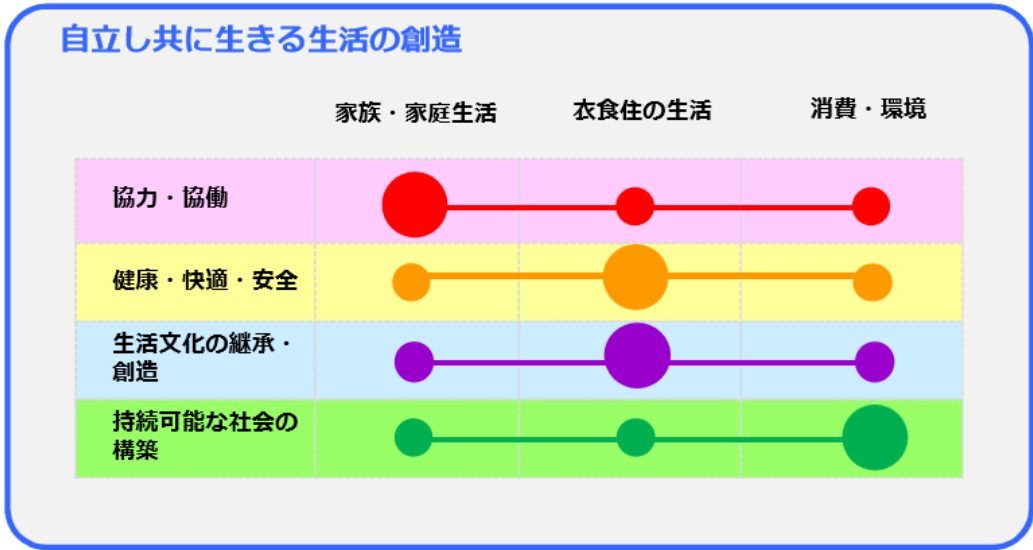 自立し共に生きる生活の創造
家族・家庭生活
衣食住の生活
消費・環境
協力・協働
健康・快適・安全
生活文化の継承・
創造
持続可能な社会の
構築